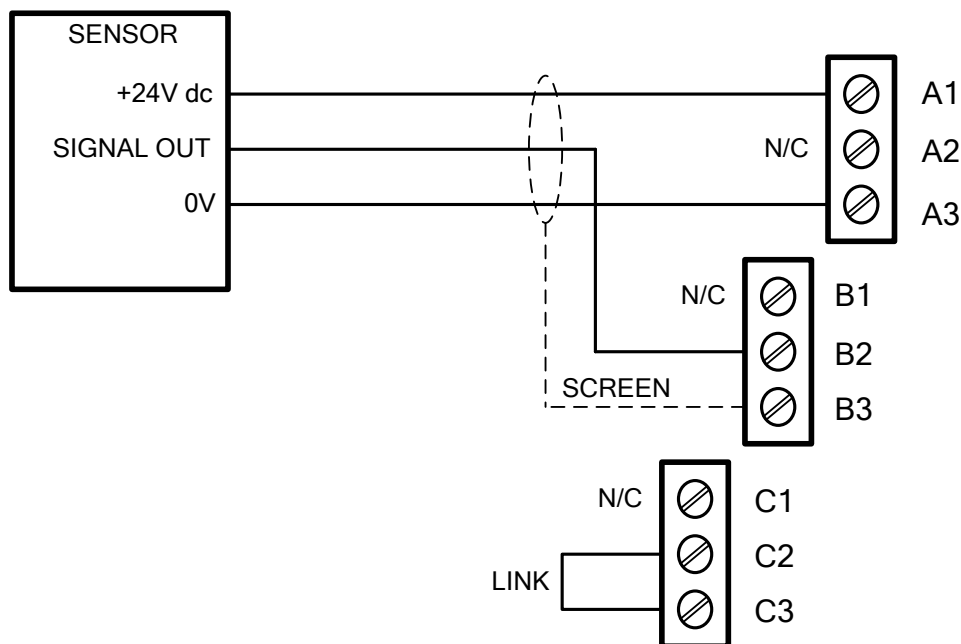 SENSOR
+24V dc
SIGNAL OUT
0V
A1
N/C
A2
A3
N/C
B1
B2
SCREEN
B3
N/C
C1
C2
LINK
C3